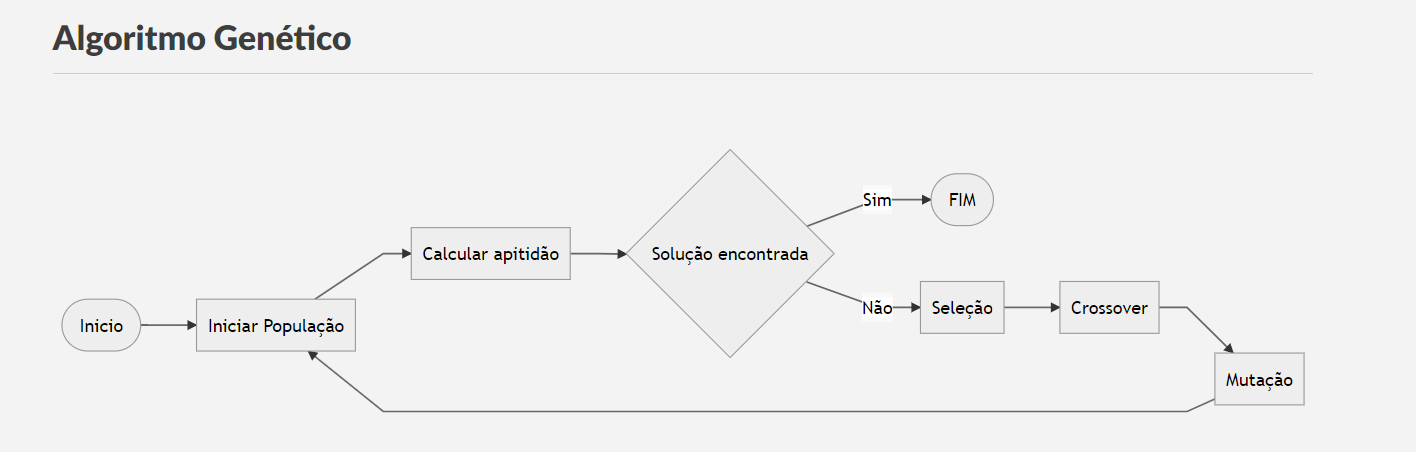 Algoritmo Genético
Inicio
Iniciar População
Calcular apitidão
Solução encontrada
Sim
FIM
Não
Seleção
Crossover
Mutação